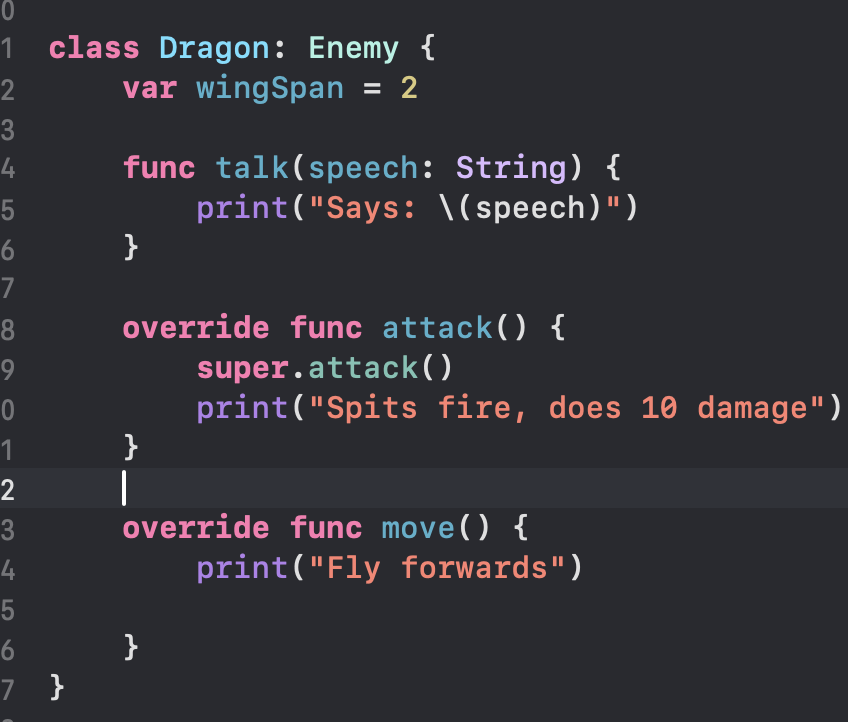 0
1 class Dragon: Enemy {
2 var wingSpan = 2
3
4 func talk(speech: String) {
5 print("Says: \(speech)")
6 }
7
8 override func attack() {
9 super.attack()
0 print("Spits fire, does 10 damage")
1 }
2
3 override func move() {
4 print("Fly forwards")
5
6 }
7 }